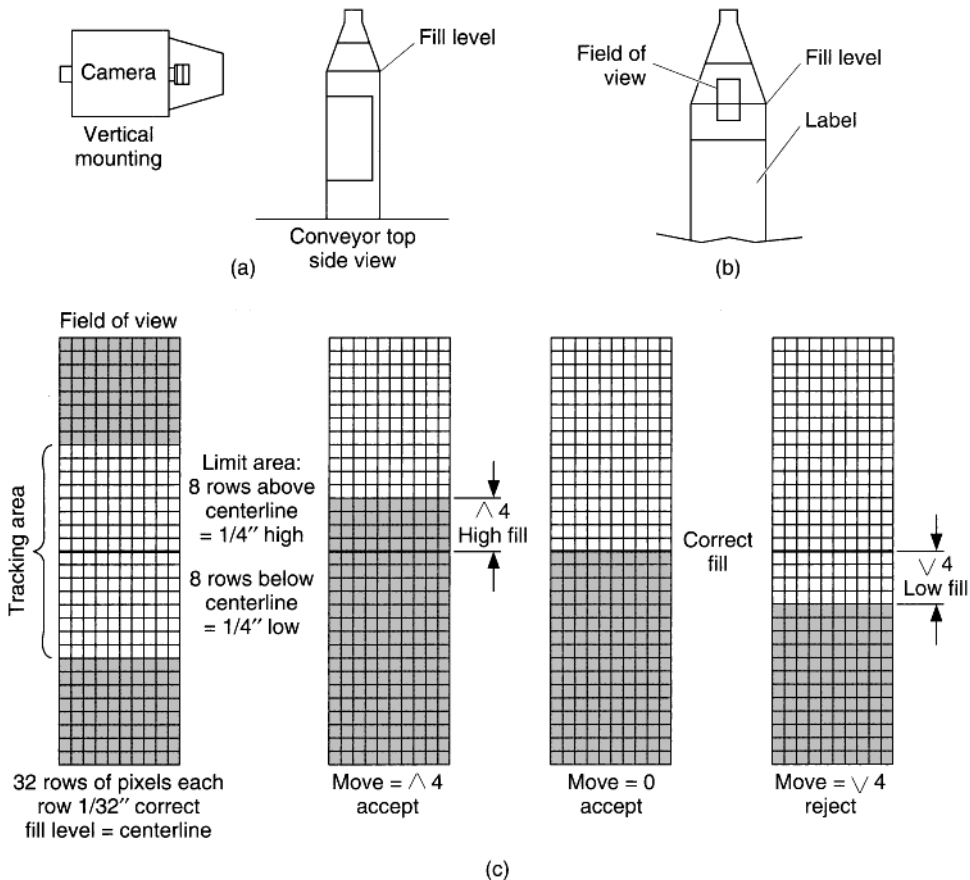 Camera
Vertical
mounting
Fill level
Conveyor top
side view
(a)
Field of
view
Fill level
Label
(b)
Field of view
Tracking area
Limit area:
8 rows above
centerline
= 1/4″ high
8 rows below
centerline
= 1/4″ low
32 rows of pixels each
row 1/32″ correct
fill level = centerline
∧ 4
High fill
Move = ∧ 4
accept
Correct
fill
Move = 0
accept
∨ 4
Low fill
Move = ∨ 4
reject
(c)